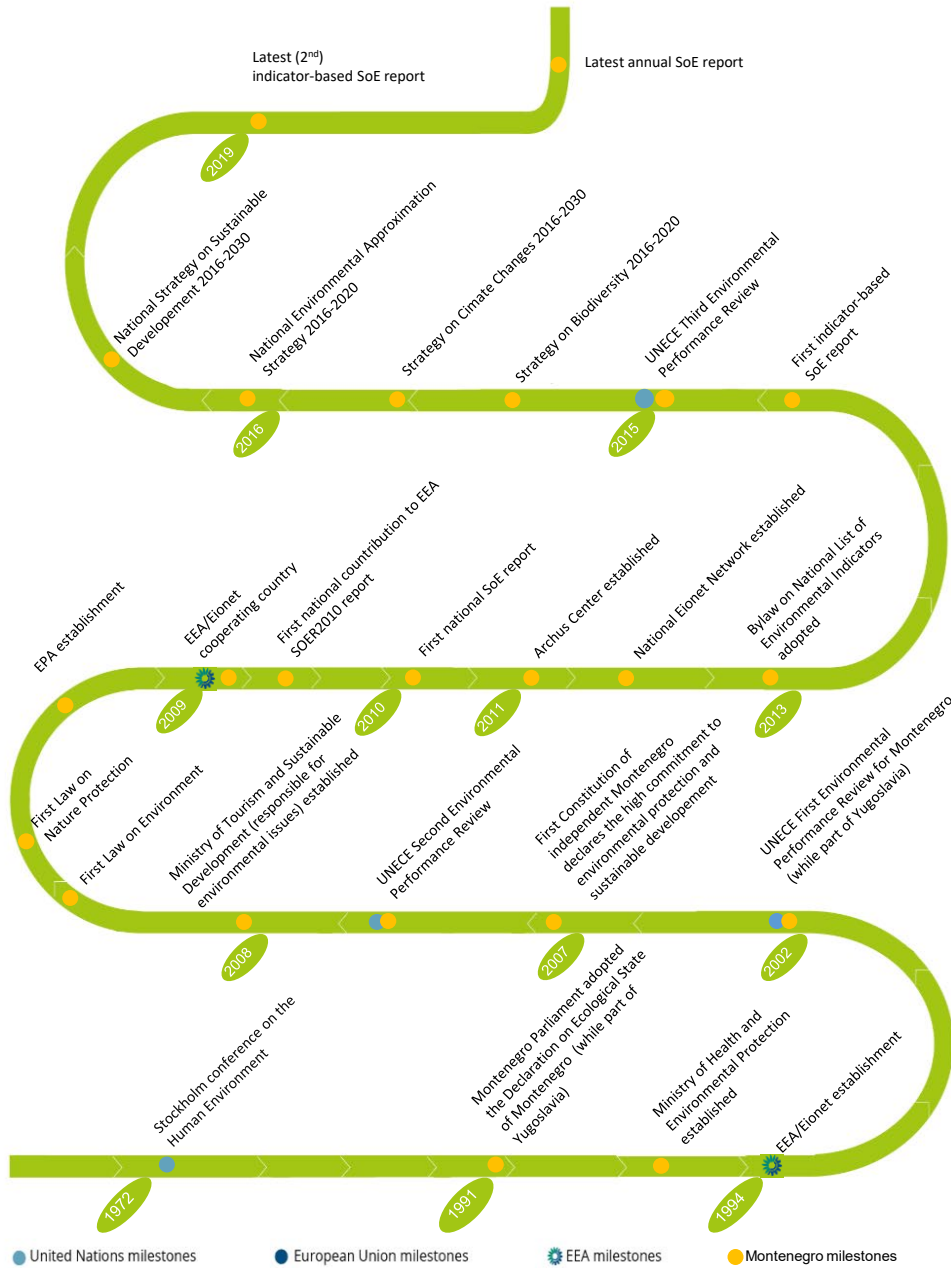 Latest (2nd)
indicator-based SoE report
Latest annual SoE report
2019
National Strategy on Sustainable
Developement 2016-2030
National Environmental Approximation
Strategy 2016-2020
Strategy on Cimate Changes 2016-2030
Strategy on Biodiversity 2016-2020
UNECE Third Environmental
Performance Review
First indicator-based
SoE report
2016
2015
EPA establishment
EEA/Eionet
cooperating country
First national countribution to EEA
SOER2010 report
First national SoE report
Archus Center established
National Eionet Network established
Bylaw on National List of
Environmental Indicators
adopted
2009
2010
2011
2013
First Law on
Nature Protection
First Law on Environment
Ministry of Tourism and Sustainable
Development (responsible for
environmental issues) established
UNECE Second Environmental
Performance Review
First Constitution of
independent Montenegro
declares the high commitment to
environmental protection and
sustainable developement
UNECE First Environmental
Performance Review for Montenegro
(while part of Yugoslavia)
2008
2007
2002
Stockholm conference on the
Human Environment
Montenegro Parliament adopted
the Declaration on Ecological State
of Montenegro (while part of
Yugoslavia)
Ministry of Health and
Environmental Protection
established
EEA/Eionet establishment
1972
1991
1994
United Nations milestones
European Union milestones
EEA milestones
Montenegro milestones